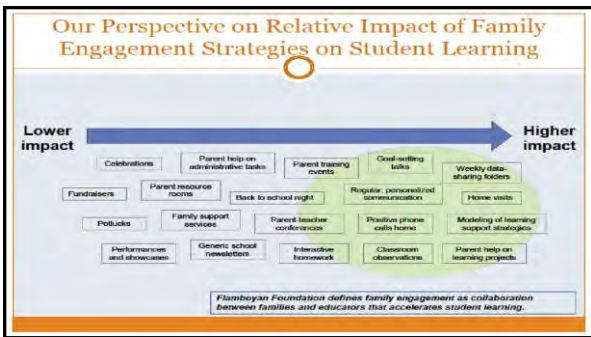 Our Perspective on Relative Impact of Family
Engagement Strategies on Student Learning
Lower
impact
Higher
impact
Celebrations
Parent help on
administrative tasks
Parent training
events
Goal-setting
talks
Weekly data-
sharing folders
Fundraisers
Parent resource
rooms
Back to school night
Regular, personalized
communication
Home visits
Potlucks
Family support
services
Parent-teacher
conferences
Positive phone
calls home
Modeling of learning
support strategies
Performances
and showcases
Generic school
newsletters
Interactive
homework
Classroom
observations
Parent help on
learning projects
Flamboyan Foundation defines family engagement as collaboration
between families and educators that accelerates student learning.